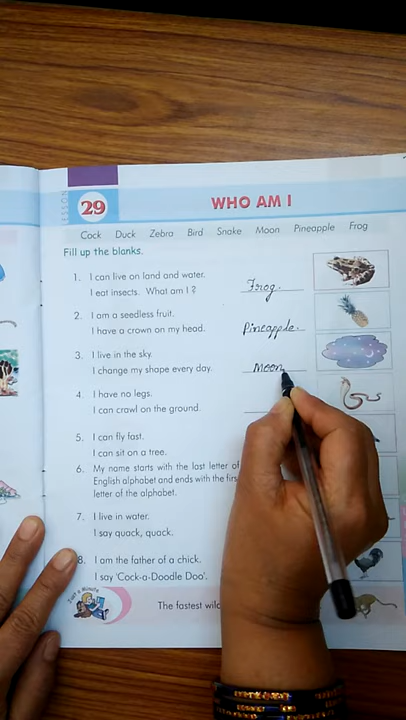 LESSON
29
WHO AM I
Cock Duck Zebra Bird Snake Moon Pineapple Frog
Fill up the blanks.
1. I can live on land and water.
I eat insects. What am I ? Frog.
2. I am a seedless fruit.
I have a crown on my head. Pineapple.
3. I live in the sky.
I change my shape every day. Moon
4. I have no legs.
I can crawl on the ground.
5. I can fly fast.
I can sit on a tree.
6. My name starts with the last letter of
English alphabet and ends with the
letter of the alphabet.
7. I live in water.
I say quack, quack.
8. I am the father of a chick.
I say 'Cock-a-Doodle Doo'.
Just a minute
The fastest